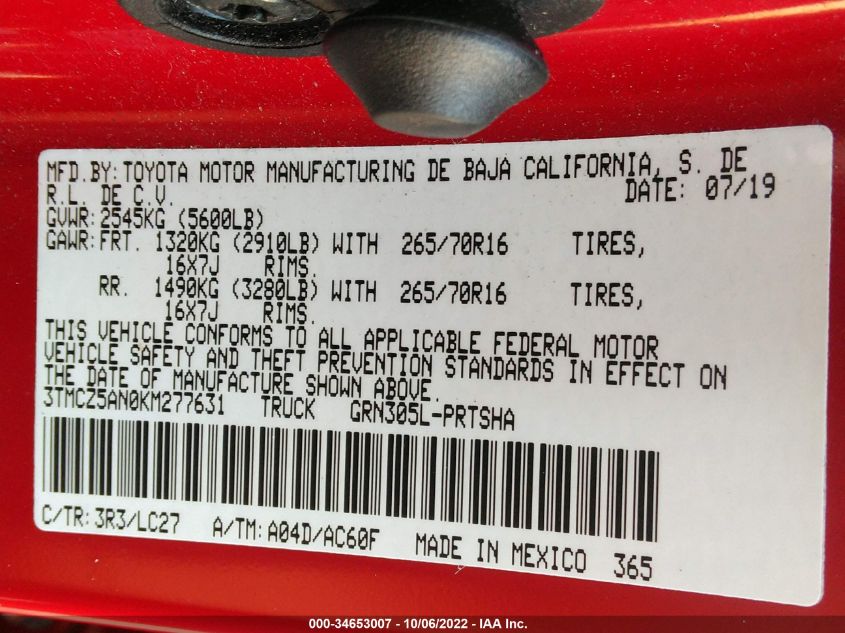 MFD.BY:TOYOTA MOTOR MANUFACTURING DE BAJA CALIFORNIA, S. DE
R.L. DE C.V. DATE: 07/19
GVWR:2545KG (5600LB)
GAWR:FRT. 1320KG (2910LB) WITH 265/70R16 TIRES,
16X7J RIMS.
RR. 1490KG (3280LB) WITH 265/70R16 TIRES,
16X7J RIMS.
THIS VEHICLE CONFORMS TO ALL APPLICABLE FEDERAL MOTOR
VEHICLE SAFETY AND THEFT PREVENTION STANDARDS IN EFFECT ON
THE DATE OF MANUFACTURE SHOWN ABOVE.
3TMCZ5AN0KM277631 TRUCK GRN305L-PRTSHA
C/TR:3R3/LC27 A/TM:A04D/AC60F MADE IN MEXICO 365
000-34653007 - 10/06/2022 - IAA Inc.